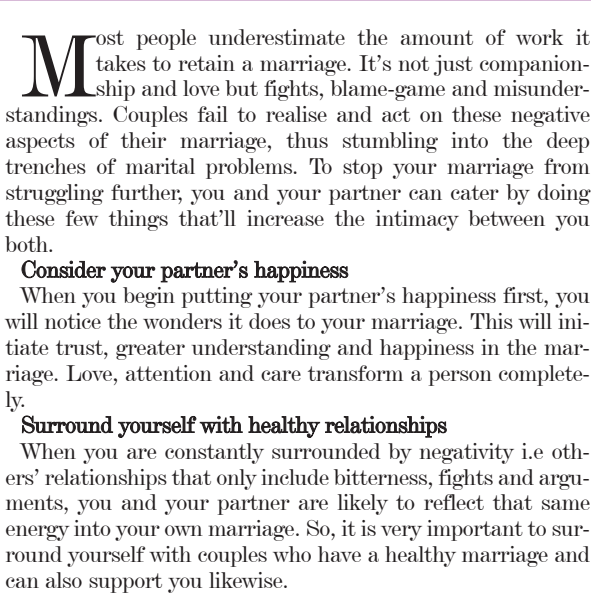 Most people underestimate the amount of work it
takes to retain a marriage. It's not just companion-
ship and love but fights, blame-game and misunder-
standings. Couples fail to realise and act on these negative
aspects of their marriage, thus stumbling into the deep
trenches of marital problems. To stop your marriage from
struggling further, you and your partner can cater by doing
these few things that'll increase the intimacy between you
both.
Consider your partner's happiness
When you begin putting your partner's happiness first, you
will notice the wonders it does to your marriage. This will ini-
tiate trust, greater understanding and happiness in the mar-
riage. Love, attention and care transform a person complete-
ly.
Surround yourself with healthy relationships
When you are constantly surrounded by negativity i.e oth-
ers' relationships that only include bitterness, fights and argu-
ments, you and your partner are likely to reflect that same
energy into your own marriage. So, it is very important to sur-
round yourself with couples who have a healthy marriage and
can also support you likewise.